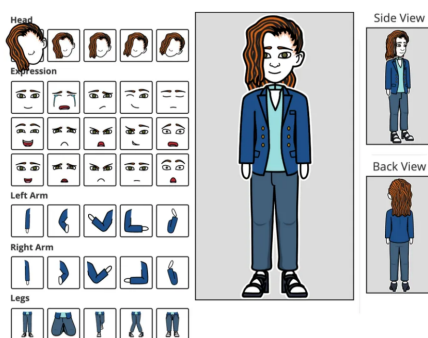 Head
Expression
Left Arm
Right Arm
Legs
Side View
Back View